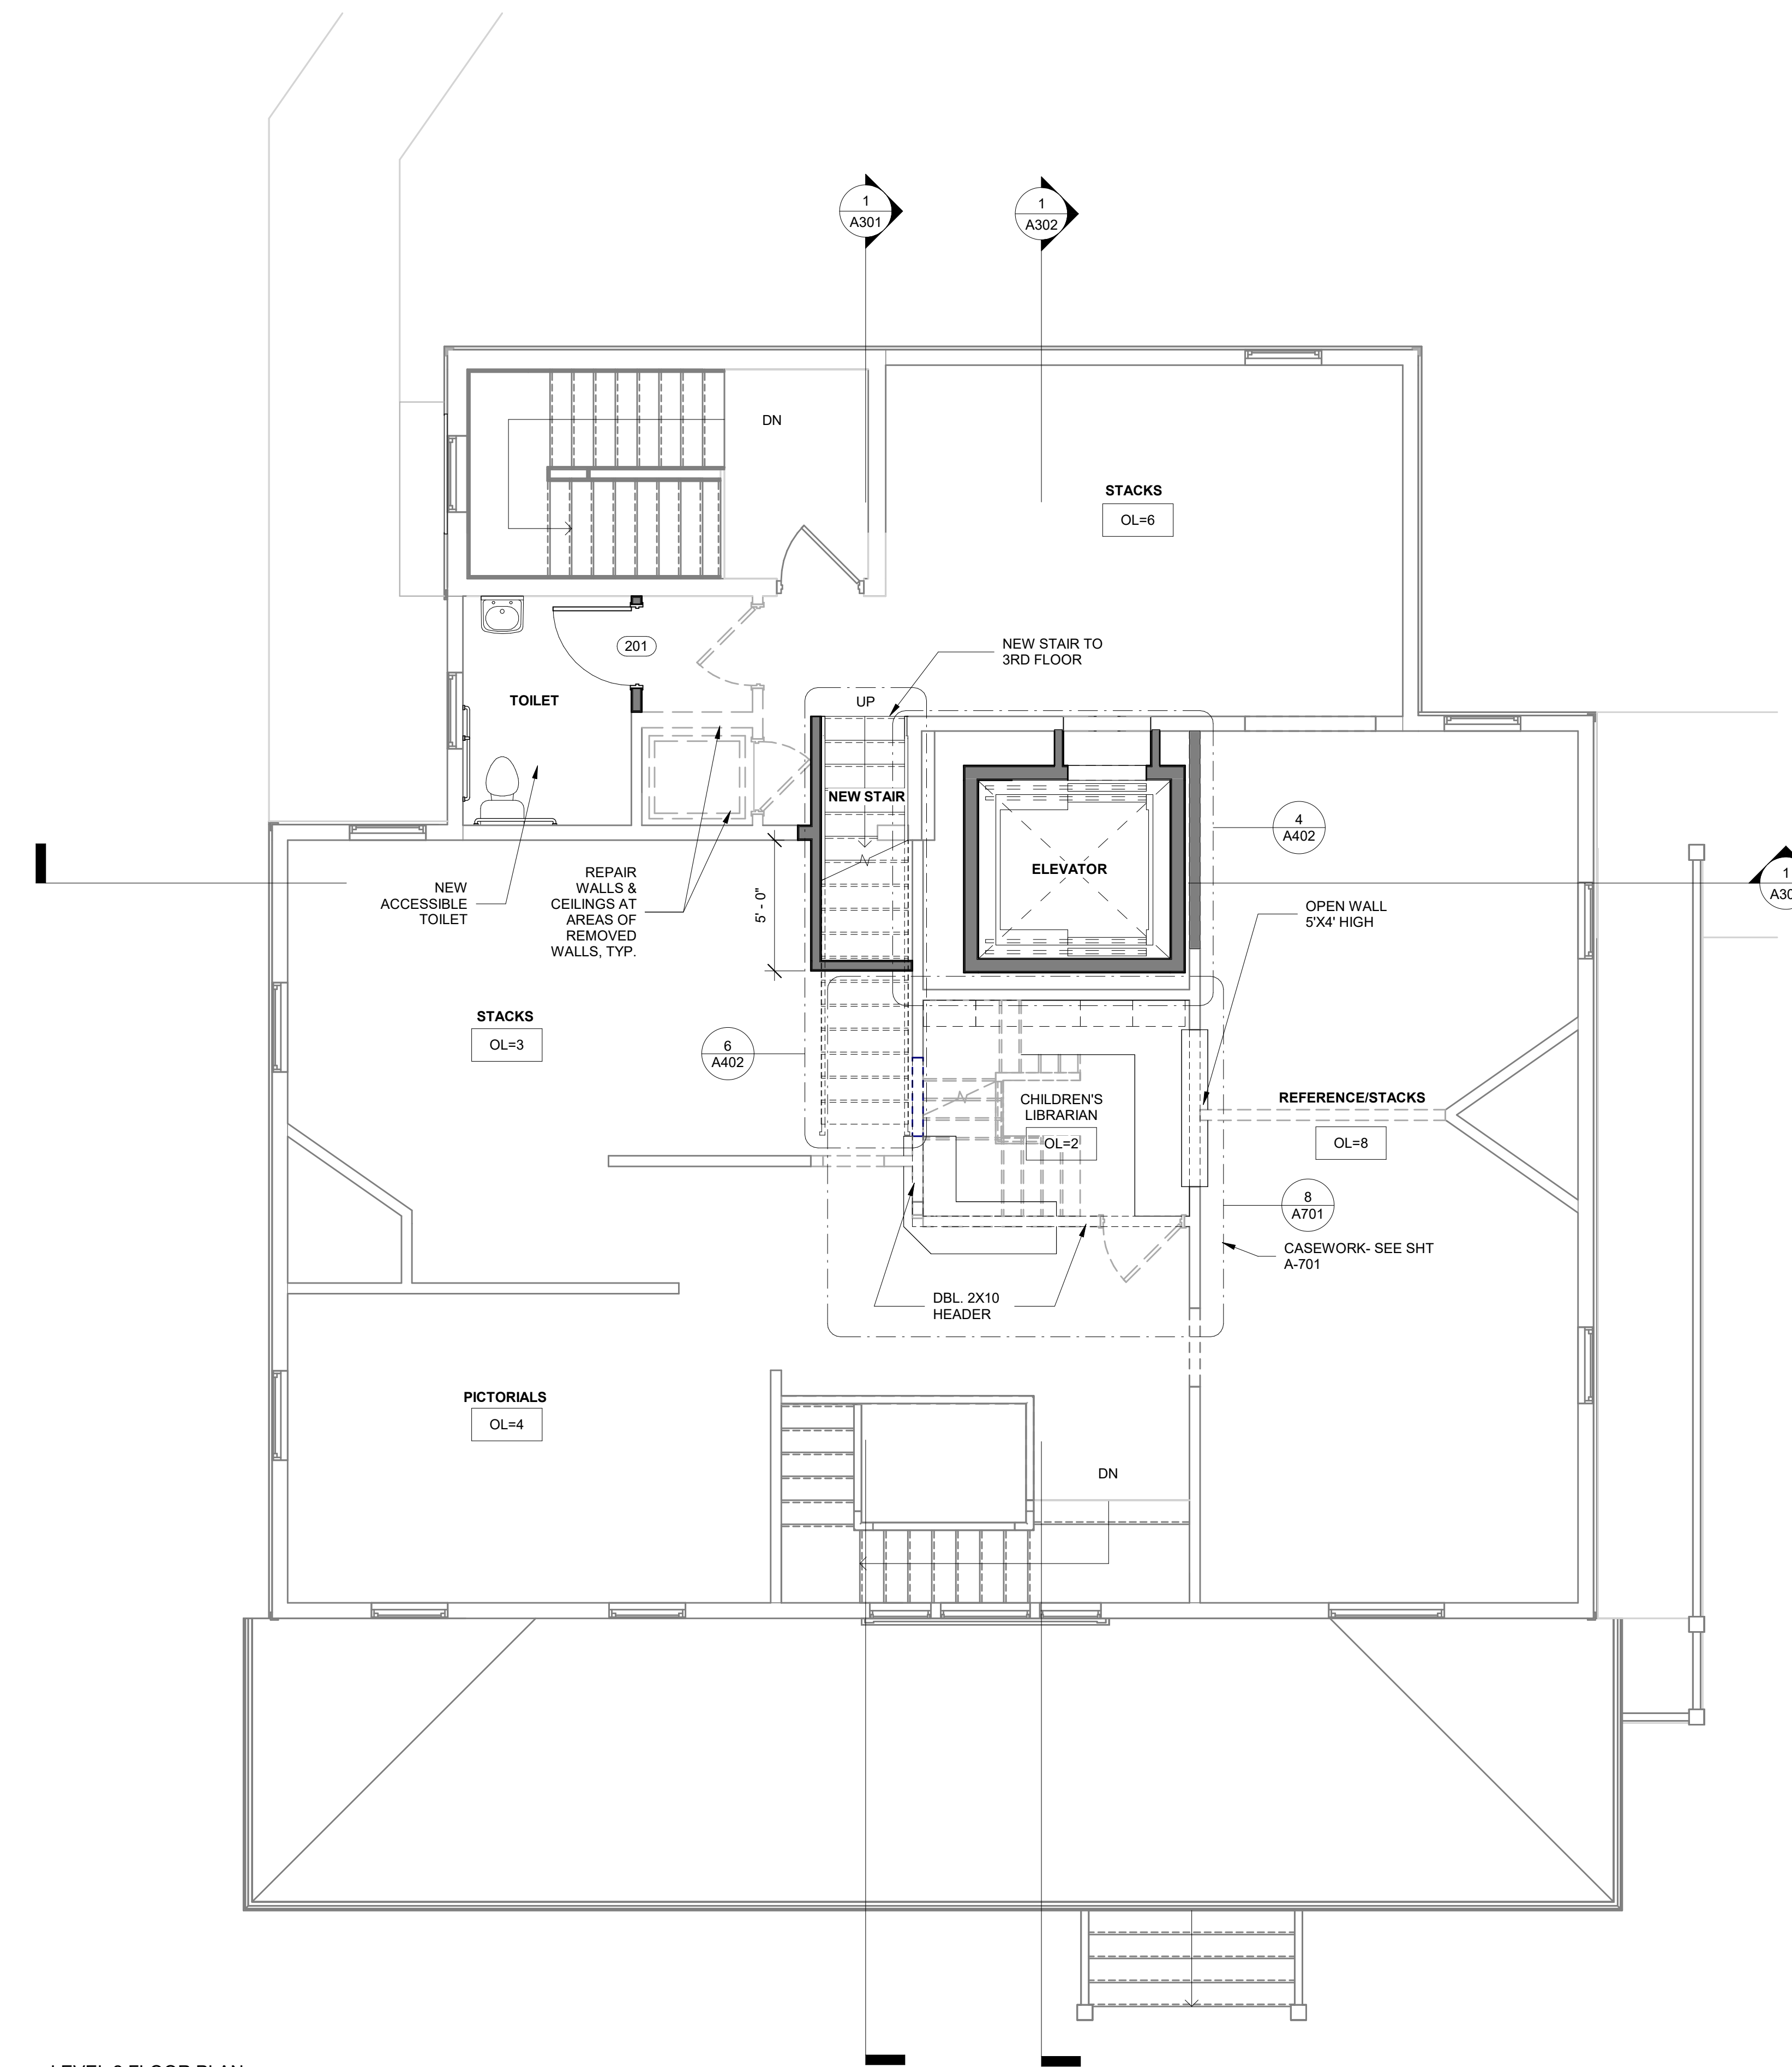 1
A301
1
A302
DN
STACKS
OL=6
NEW STAIR TO
3RD FLOOR
201
TOILET
UP
NEW STAIR
4
A402
ELEVATOR
1
NEW
ACCESSIBLE
TOILET
REPAIR
WALLS &
CEILINGS AT
AREAS OF
REMOVED
WALLS, TYP.
5' - 0"
OPEN WALL
5'X4' HIGH
STACKS
OL=3
6
A402
CHILDREN'S
LIBRARIAN
OL=2
REFERENCE/STACKS
OL=8
8
A701
CASEWORK- SEE SHT
A-701
DBL. 2X10
HEADER
PICTORIALS
OL=4
DN